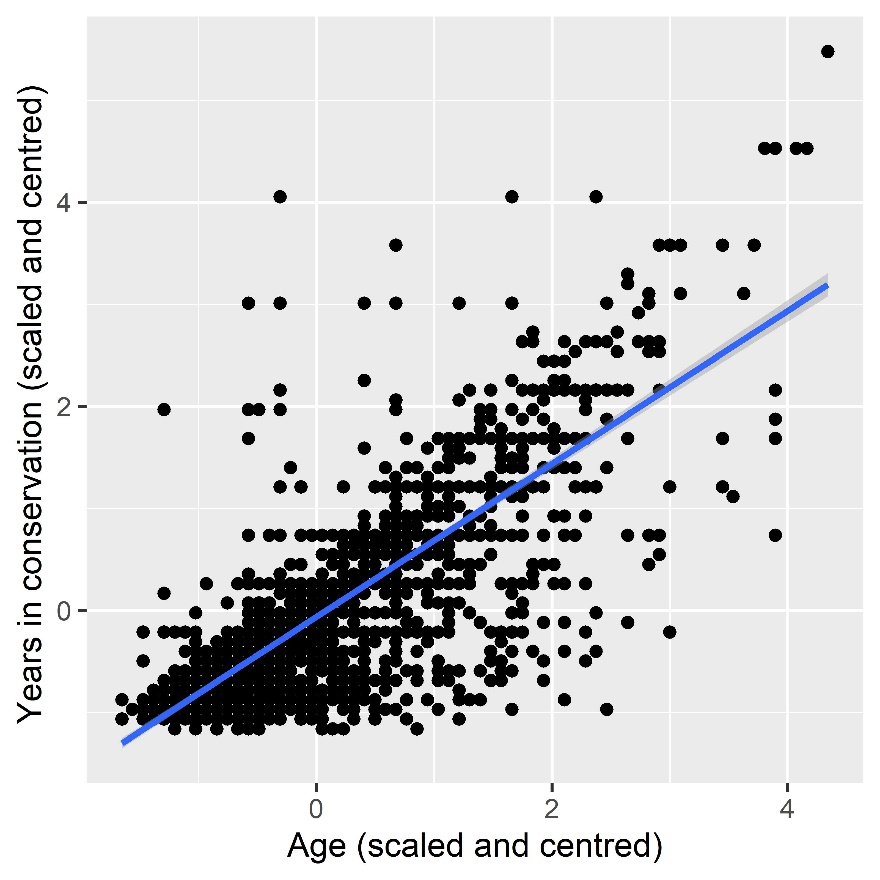 Years in conservation (scaled and centred)
4
2
0
0 2 4
Age (scaled and centred)